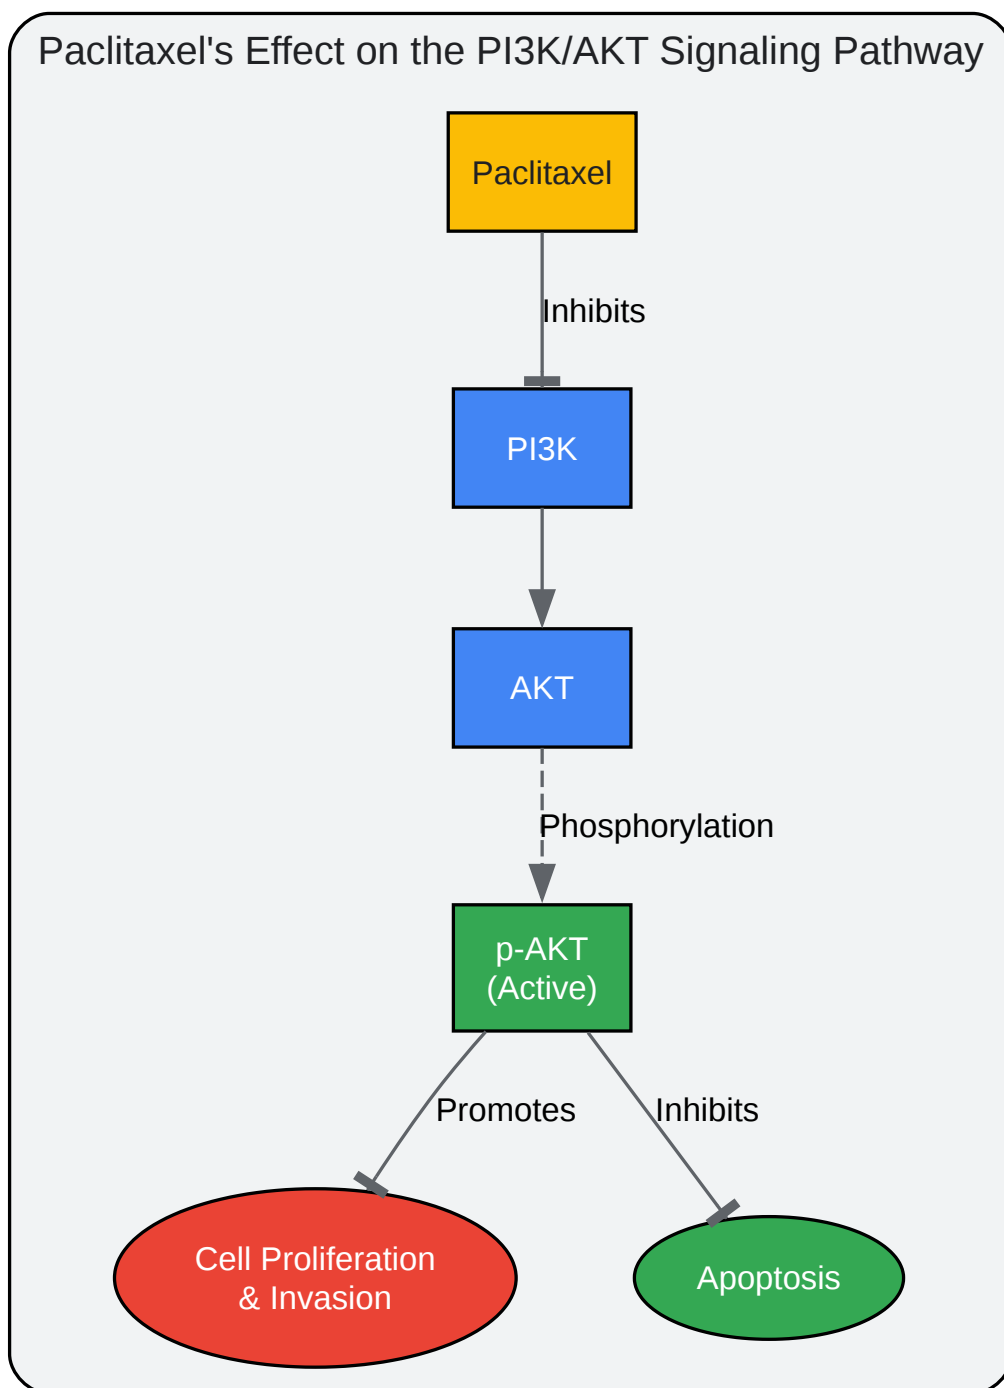 Paclitaxel's Effect on the PI3K/AKT Signaling Pathway
Paclitaxel
Inhibits
PI3K
AKT
Phosphorylation
p-AKT
(Active)
Promotes
Inhibits
Cell Proliferation
& Invasion
Apoptosis